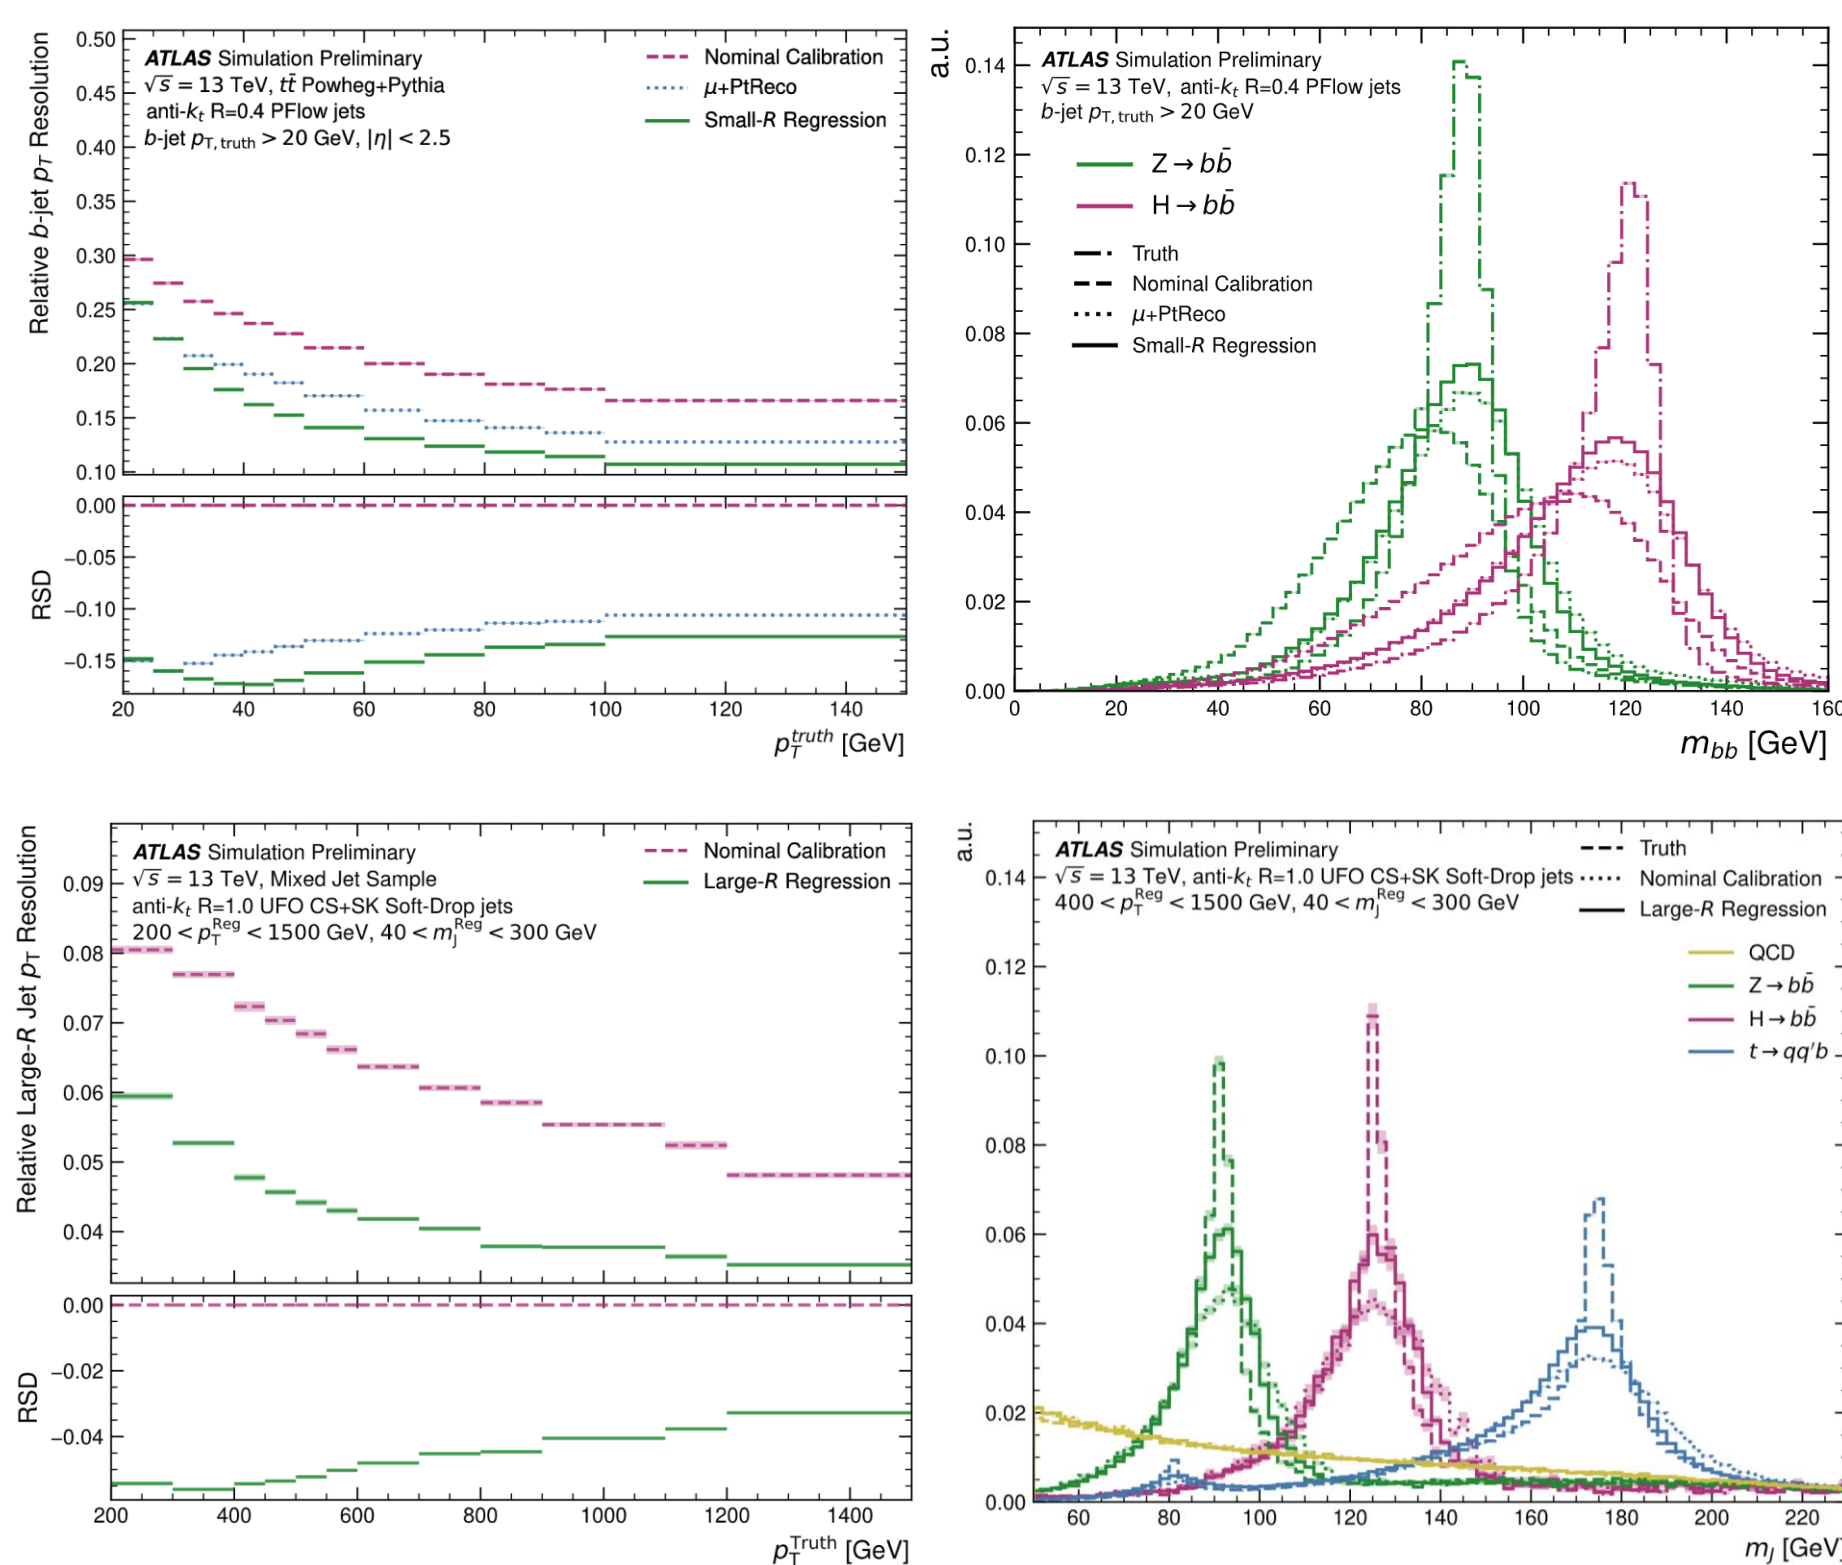 ATLAS Simulation Preliminary
√s = 13 TeV, tt̄ Powheg+Pythia
anti-kₜ R=0.4 PFlow jets
b-jet p_T,truth > 20 GeV, |η| < 2.5
Nominal Calibration
μ+PtReco
Small-R Regression
Relative b-jet p_T Resolution
0.50
0.45
0.40
0.35
0.30
0.25
0.20
0.15
0.10
RSD
0.00
−0.05
−0.10
−0.15
20 40 60 80 100 120 140
p_T^truth [GeV]
a.u.
ATLAS Simulation Preliminary
√s = 13 TeV, anti-kₜ R=0.4 PFlow jets
b-jet p_T,truth > 20 GeV
Z → bb̄
H → bb̄
Truth
Nominal Calibration
μ+PtReco
Small-R Regression
0.14
0.12
0.10
0.08
0.06
0.04
0.02
0.00
0 20 40 60 80 100 120 140 160
m_bb [GeV]
Relative Large-R Jet p_T Resolution
ATLAS Simulation Preliminary
√s = 13 TeV, Mixed Jet Sample
anti-kₜ R=1.0 UFO CS+SK Soft-Drop jets
200 < p_T^Reg < 1500 GeV, 40 < m_J^Reg < 300 GeV
Nominal Calibration
Large-R Regression
0.09
0.08
0.07
0.06
0.05
0.04
RSD
0.00
−0.02
−0.04
200 400 600 800 1000 1200 1400
p_T^Truth [GeV]
a.u.
ATLAS Simulation Preliminary
√s = 13 TeV, anti-kₜ R=1.0 UFO CS+SK Soft-Drop jets
400 < p_T^Reg < 1500 GeV, 40 < m_J^Reg < 300 GeV
Truth
Nominal Calibration
Large-R Regression
QCD
Z → bb̄
H → bb̄
t → qq′b
0.14
0.12
0.10
0.08
0.06
0.04
0.02
0.00
60 80 100 120 140 160 180 200 220
m_J [GeV]